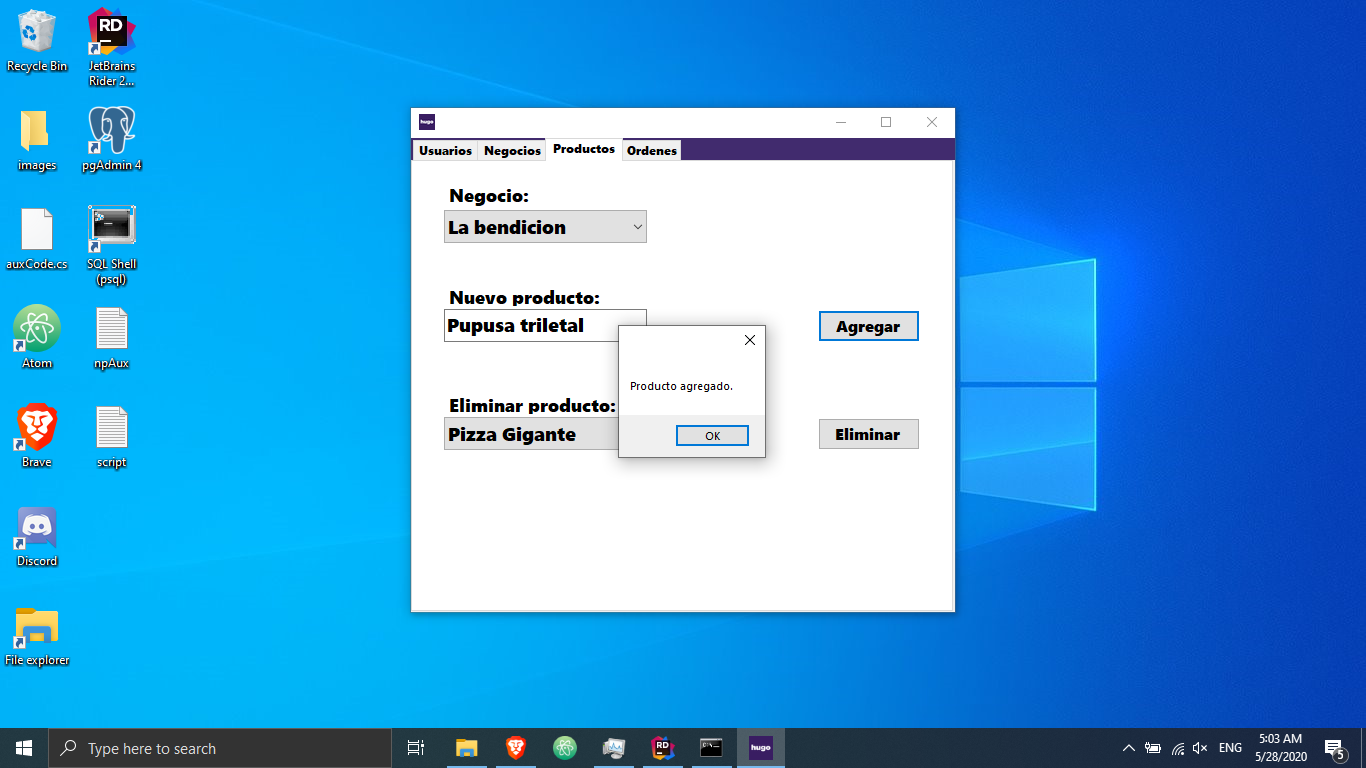 Recycle Bin
JetBrains
Rider 2...
images
pgAdmin 4
auxCode.cs
SQL Shell
(psql)
Atom
npAux
Brave
script
Discord
File explorer
RD
hugo
Usuarios
Negocios
Productos
Ordenes
Negocio:
La bendicion
Nuevo producto:
Pupusa triletal
Agregar
Producto agregado.
OK
Eliminar producto:
Pizza Gigante
Eliminar
Type here to search
RD
hugo
ENG
5:03 AM
5/28/2020
5